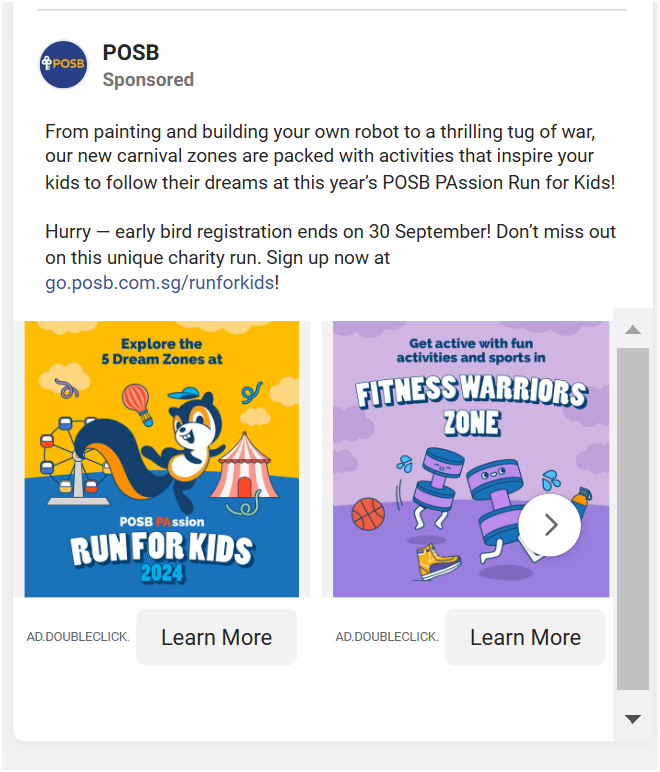 POSB
POSB
Sponsored
From painting and building your own robot to a thrilling tug of war,
our new carnival zones are packed with activities that inspire your
kids to follow their dreams at this year’s POSB PAssion Run for Kids!
Hurry — early bird registration ends on 30 September! Don’t miss out
on this unique charity run. Sign up now at
go.posb.com.sg/runforkids!
Explore the
5 Dream Zones at
POSB PAssion
RUN FOR KIDS
2024
Get active with fun
activities and sports in
FITNESS WARRIORS
ZONE
AD.DOUBLECLICK.
Learn More
AD.DOUBLECLICK.
Learn More